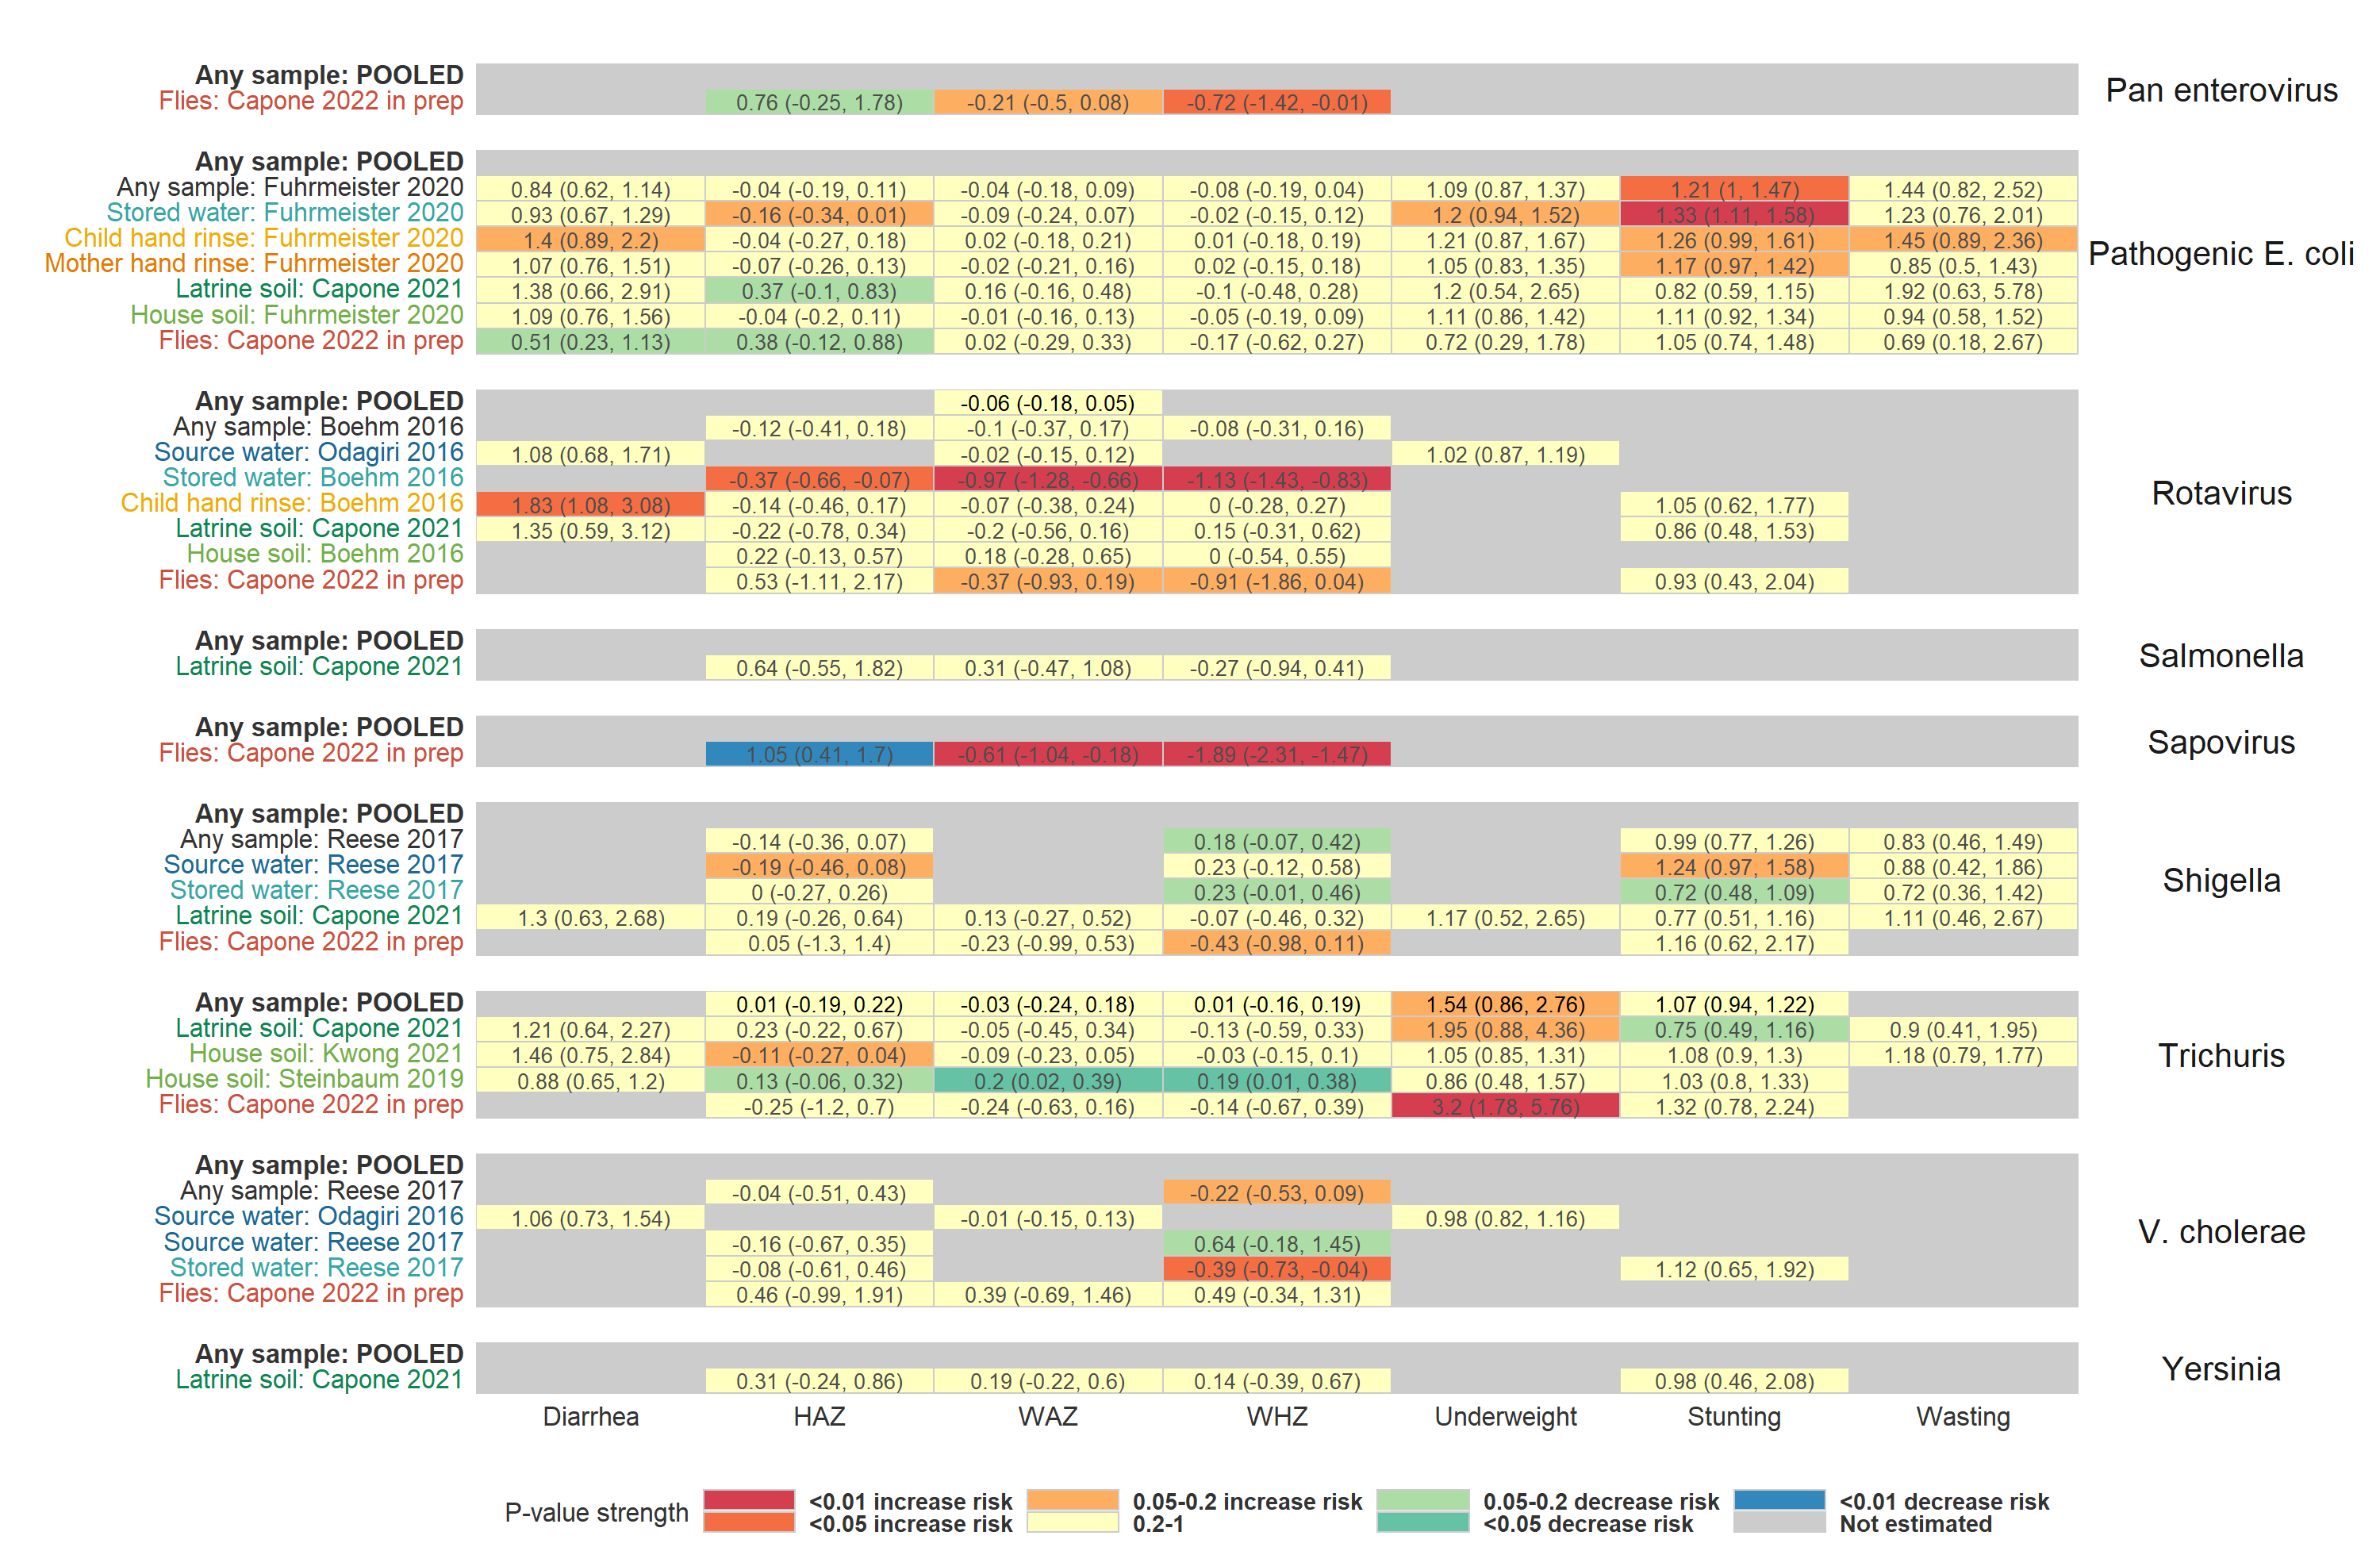 Any sample: POOLED
Flies: Capone 2022 in prep 0.76 (-0.25, 1.78) -0.21 (-0.5, 0.08) -0.72 (-1.42, -0.01)
Pan enterovirus
Any sample: POOLED
Any sample: Fuhrmeister 2020 0.84 (0.62, 1.14) -0.04 (-0.19, 0.11) -0.04 (-0.18, 0.09) -0.08 (-0.19, 0.04) 1.09 (0.87, 1.37) 1.21 (1, 1.47) 1.44 (0.82, 2.52)
Stored water: Fuhrmeister 2020 0.93 (0.67, 1.29) -0.16 (-0.34, 0.01) -0.09 (-0.24, 0.07) -0.02 (-0.15, 0.12) 1.2 (0.94, 1.52) 1.33 (1.11, 1.58) 1.23 (0.76, 2.01)
Child hand rinse: Fuhrmeister 2020 1.4 (0.89, 2.2) -0.04 (-0.27, 0.18) 0.02 (-0.18, 0.21) 0.01 (-0.18, 0.19) 1.21 (0.87, 1.67) 1.26 (0.99, 1.61) 1.45 (0.89, 2.36)
Mother hand rinse: Fuhrmeister 2020 1.07 (0.76, 1.51) -0.07 (-0.26, 0.13) -0.02 (-0.21, 0.16) 0.02 (-0.15, 0.18) 1.05 (0.83, 1.35) 1.17 (0.97, 1.42) 0.85 (0.5, 1.43)
Latrine soil: Capone 2021 1.38 (0.66, 2.91) 0.37 (-0.1, 0.83) 0.16 (-0.16, 0.48) -0.1 (-0.48, 0.28) 1.2 (0.54, 2.65) 0.82 (0.59, 1.15) 1.92 (0.63, 5.78)
House soil: Fuhrmeister 2020 1.09 (0.76, 1.56) -0.04 (-0.2, 0.11) -0.01 (-0.16, 0.13) -0.05 (-0.19, 0.09) 1.11 (0.86, 1.42) 1.11 (0.92, 1.34) 0.94 (0.58, 1.52)
Flies: Capone 2022 in prep 0.51 (0.23, 1.13) 0.38 (-0.12, 0.88) 0.02 (-0.29, 0.33) -0.17 (-0.62, 0.27) 0.72 (0.29, 1.78) 1.05 (0.74, 1.48) 0.69 (0.18, 2.67)
Pathogenic E. coli
Any sample: POOLED -0.06 (-0.18, 0.05)
Any sample: Boehm 2016 -0.12 (-0.41, 0.18) -0.1 (-0.37, 0.17) -0.08 (-0.31, 0.16)
Source water: Odagiri 2016 1.08 (0.68, 1.71) -0.02 (-0.15, 0.12) 1.02 (0.87, 1.19)
Stored water: Boehm 2016 -0.37 (-0.66, -0.07) -0.97 (-1.28, -0.66) -1.13 (-1.43, -0.83)
Child hand rinse: Boehm 2016 1.83 (1.08, 3.08) -0.14 (-0.46, 0.17) -0.07 (-0.38, 0.24) 0 (-0.28, 0.27) 1.05 (0.62, 1.77)
Latrine soil: Capone 2021 1.35 (0.59, 3.12) -0.22 (-0.78, 0.34) -0.2 (-0.56, 0.16) 0.15 (-0.31, 0.62) 0.86 (0.48, 1.53)
House soil: Boehm 2016 0.22 (-0.13, 0.57) 0.18 (-0.28, 0.65) 0 (-0.54, 0.55)
Flies: Capone 2022 in prep 0.53 (-1.11, 2.17) -0.37 (-0.93, 0.19) -0.91 (-1.86, 0.04) 0.93 (0.43, 2.04)
Rotavirus
Any sample: POOLED
Latrine soil: Capone 2021 0.64 (-0.55, 1.82) 0.31 (-0.47, 1.08) -0.27 (-0.94, 0.41)
Salmonella
Any sample: POOLED
Flies: Capone 2022 in prep 1.05 (0.41, 1.7) -0.61 (-1.04, -0.18) -1.89 (-2.31, -1.47)
Sapovirus
Any sample: POOLED
Any sample: Reese 2017 -0.14 (-0.36, 0.07) 0.18 (-0.07, 0.42) 0.99 (0.77, 1.26) 0.83 (0.46, 1.49)
Source water: Reese 2017 -0.19 (-0.46, 0.08) 0.23 (-0.12, 0.58) 1.24 (0.97, 1.58) 0.88 (0.42, 1.86)
Stored water: Reese 2017 0 (-0.27, 0.26) 0.23 (-0.01, 0.46) 0.72 (0.48, 1.09) 0.72 (0.36, 1.42)
Latrine soil: Capone 2021 1.3 (0.63, 2.68) 0.19 (-0.26, 0.64) 0.13 (-0.27, 0.52) -0.07 (-0.46, 0.32) 1.17 (0.52, 2.65) 0.77 (0.51, 1.16) 1.11 (0.46, 2.67)
Flies: Capone 2022 in prep 0.05 (-1.3, 1.4) -0.23 (-0.99, 0.53) -0.43 (-0.98, 0.11) 1.16 (0.62, 2.17)
Shigella
Any sample: POOLED 0.01 (-0.19, 0.22) -0.03 (-0.24, 0.18) 0.01 (-0.16, 0.19) 1.54 (0.86, 2.76) 1.07 (0.94, 1.22)
Latrine soil: Capone 2021 1.21 (0.64, 2.27) 0.23 (-0.22, 0.67) -0.05 (-0.45, 0.34) -0.13 (-0.59, 0.33) 1.95 (0.88, 4.36) 0.75 (0.49, 1.16) 0.9 (0.41, 1.95)
House soil: Kwong 2021 1.46 (0.75, 2.84) -0.11 (-0.27, 0.04) -0.09 (-0.23, 0.05) -0.03 (-0.15, 0.1) 1.05 (0.85, 1.31) 1.08 (0.9, 1.3) 1.18 (0.79, 1.77)
House soil: Steinbaum 2019 0.88 (0.65, 1.2) 0.13 (-0.06, 0.32) 0.2 (0.02, 0.39) 0.19 (0.01, 0.38) 0.86 (0.48, 1.57) 1.03 (0.8, 1.33)
Flies: Capone 2022 in prep -0.25 (-1.2, 0.7) -0.24 (-0.63, 0.16) -0.14 (-0.67, 0.39) 3.2 (1.78, 5.76) 1.32 (0.78, 2.24)
Trichuris
Any sample: POOLED
Any sample: Reese 2017 -0.04 (-0.51, 0.43) -0.22 (-0.53, 0.09)
Source water: Odagiri 2016 1.06 (0.73, 1.54) -0.01 (-0.15, 0.13) 0.98 (0.82, 1.16)
Source water: Reese 2017 -0.16 (-0.67, 0.35) 0.64 (-0.18, 1.45)
Stored water: Reese 2017 -0.08 (-0.61, 0.46) -0.39 (-0.73, -0.04) 1.12 (0.65, 1.92)
Flies: Capone 2022 in prep 0.46 (-0.99, 1.91) 0.39 (-0.69, 1.46) 0.49 (-0.34, 1.31)
V. cholerae
Any sample: POOLED
Latrine soil: Capone 2021 0.31 (-0.24, 0.86) 0.19 (-0.22, 0.6) 0.14 (-0.39, 0.67) 0.98 (0.46, 2.08)
Yersinia
Diarrhea HAZ WAZ WHZ Underweight Stunting Wasting
P-value strength
<0.01 increase risk 0.05-0.2 increase risk 0.05-0.2 decrease risk <0.01 decrease risk
<0.05 increase risk 0.2-1 <0.05 decrease risk Not estimated